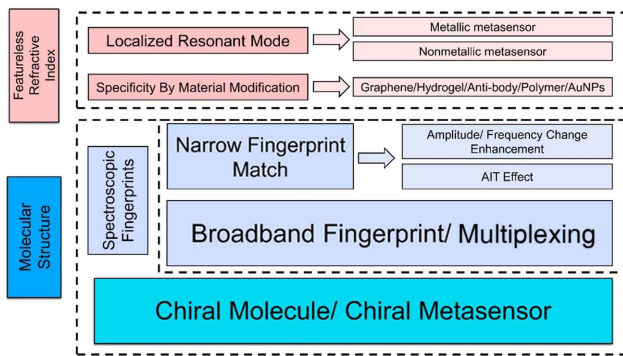 Featureless
Refractive
Index
Localized Resonant Mode
Metallic metasensor
Nonmetallic metasensor
Specificity By Material Modification
Graphene/Hydrogel/Anti-body/Polymer/AuNPs
Molecular
Structure
Spectroscopic
Fingerprints
Narrow Fingerprint
Match
Amplitude/ Frequency Change
Enhancement
AIT Effect
Broadband Fingerprint/ Multiplexing
Chiral Molecule/ Chiral Metasensor